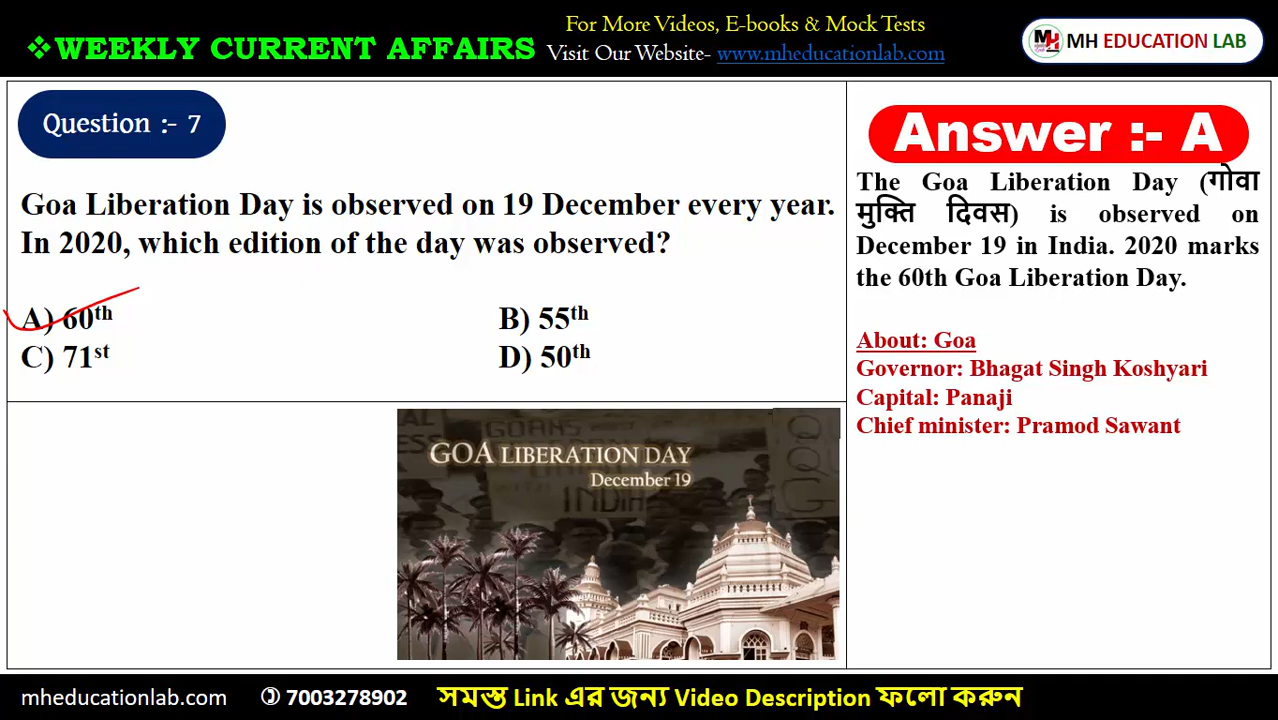 ❖WEEKLY CURRENT AFFAIRS
For More Videos, E-books & Mock Tests
Visit Our Website- www.mheducationlab.com
MH EDUCATION LAB
Question :- 7
Goa Liberation Day is observed on 19 December every year.
In 2020, which edition of the day was observed?
A) 60th
B) 55th
C) 71st
D) 50th
Answer :- A
The Goa Liberation Day (गोवा
मुक्ति दिवस) is observed on
December 19 in India. 2020 marks
the 60th Goa Liberation Day.
About: Goa
Governor: Bhagat Singh Koshyari
Capital: Panaji
Chief minister: Pramod Sawant
GOANS
GOA LIBERATION DAY
December 19
INDIA
mheducationlab.com
7003278902
সমস্ত Link এর জন্য Video Description ফলো করুন